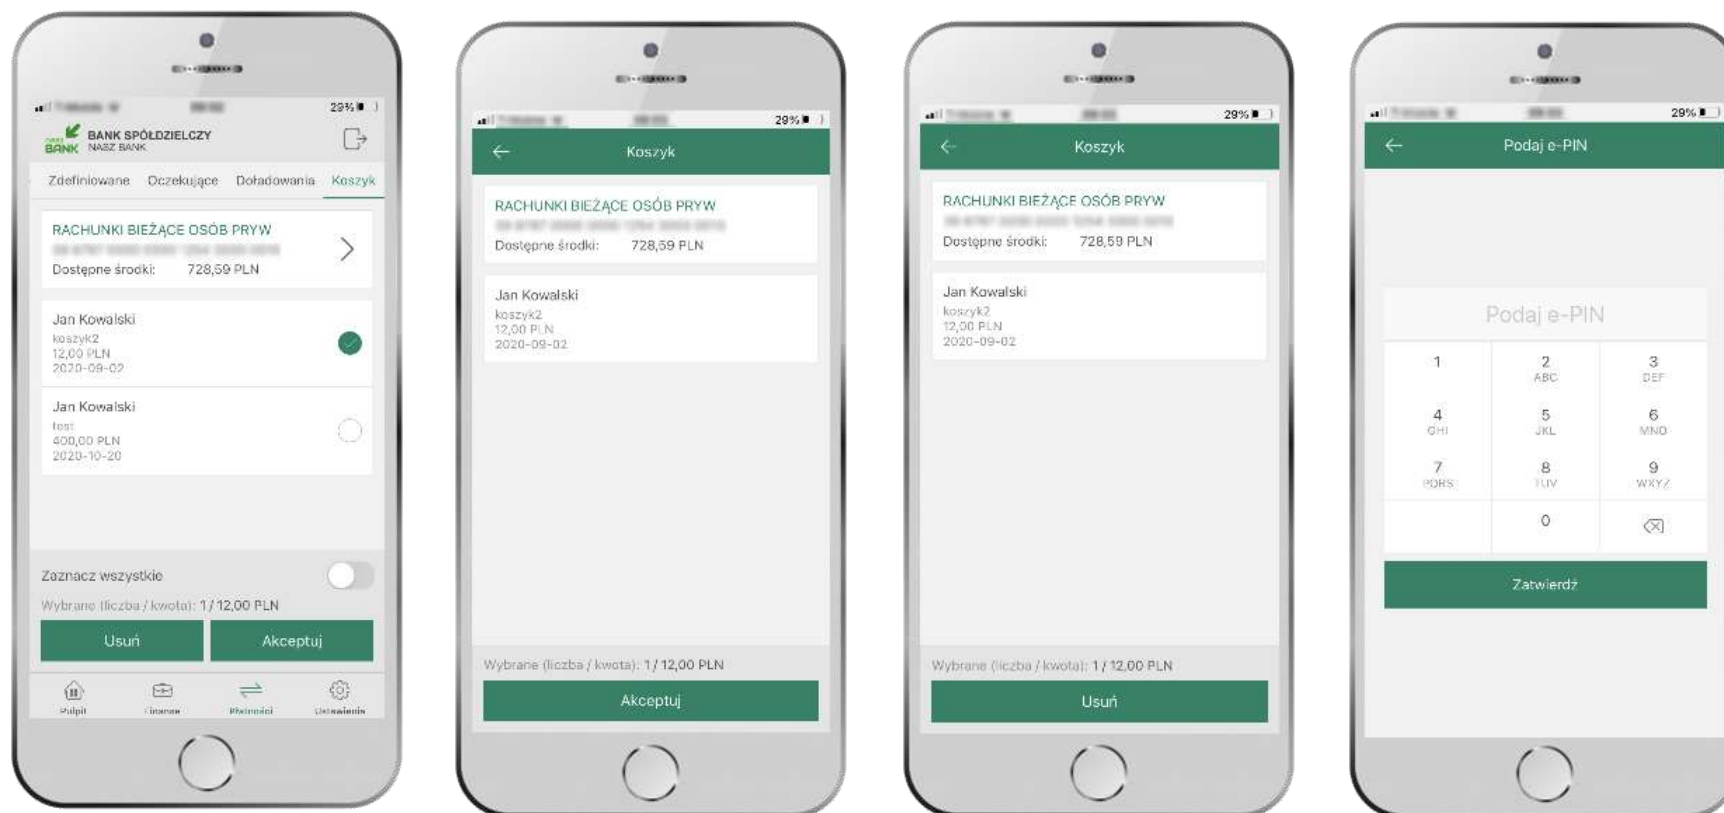 29%
BANK SPÓŁDZIELCZY
BANK NASZ BANK
Zdefiniowane Oczekujące Doładowania Koszyk
RACHUNKI BIEŻĄCE OSÓB PRYW
Dostępne środki: 728,59 PLN
Jan Kowalski
koszyk2
12,00 PLN
2020-09-02
Jan Kowalski
test
400,00 PLN
2020-10-20
Zaznacz wszystkie
Wybrane (liczba / kwota): 1 / 12,00 PLN
Usuń Akceptuj
Pulpit Finanse Płatności Ustawienia
29%
Koszyk
RACHUNKI BIEŻĄCE OSÓB PRYW
Dostępne środki: 728,59 PLN
Jan Kowalski
koszyk2
12,00 PLN
2020-09-02
Wybrane (liczba / kwota): 1 / 12,00 PLN
Akceptuj
29%
Koszyk
RACHUNKI BIEŻĄCE OSÓB PRYW
Dostępne środki: 728,59 PLN
Jan Kowalski
koszyk2
12,00 PLN
2020-09-02
Wybrane (liczba / kwota): 1 / 12,00 PLN
Usuń
29%
Podaj e-PIN
Podaj e-PIN
1 2 3
ABC DEF
4 5 6
GHI JKL MNO
7 8 9
PQRS TUV WXYZ
0
Zatwierdź